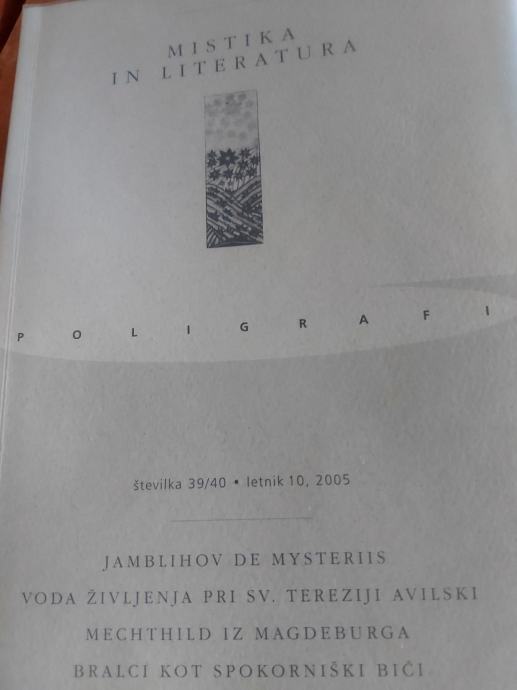 MISTIKA
IN LITERATURA
POLIGRAFI
številka 39/40 • letnik 10, 2005
JAMBLIHOV DE MYSTERIIS
VODA ŽIVLJENJA PRI SV. TEREZIJI AVILSKI
MECHTHILD IZ MAGDEBURGA
BRALCI KOT SPOKORNIŠKI BIČI